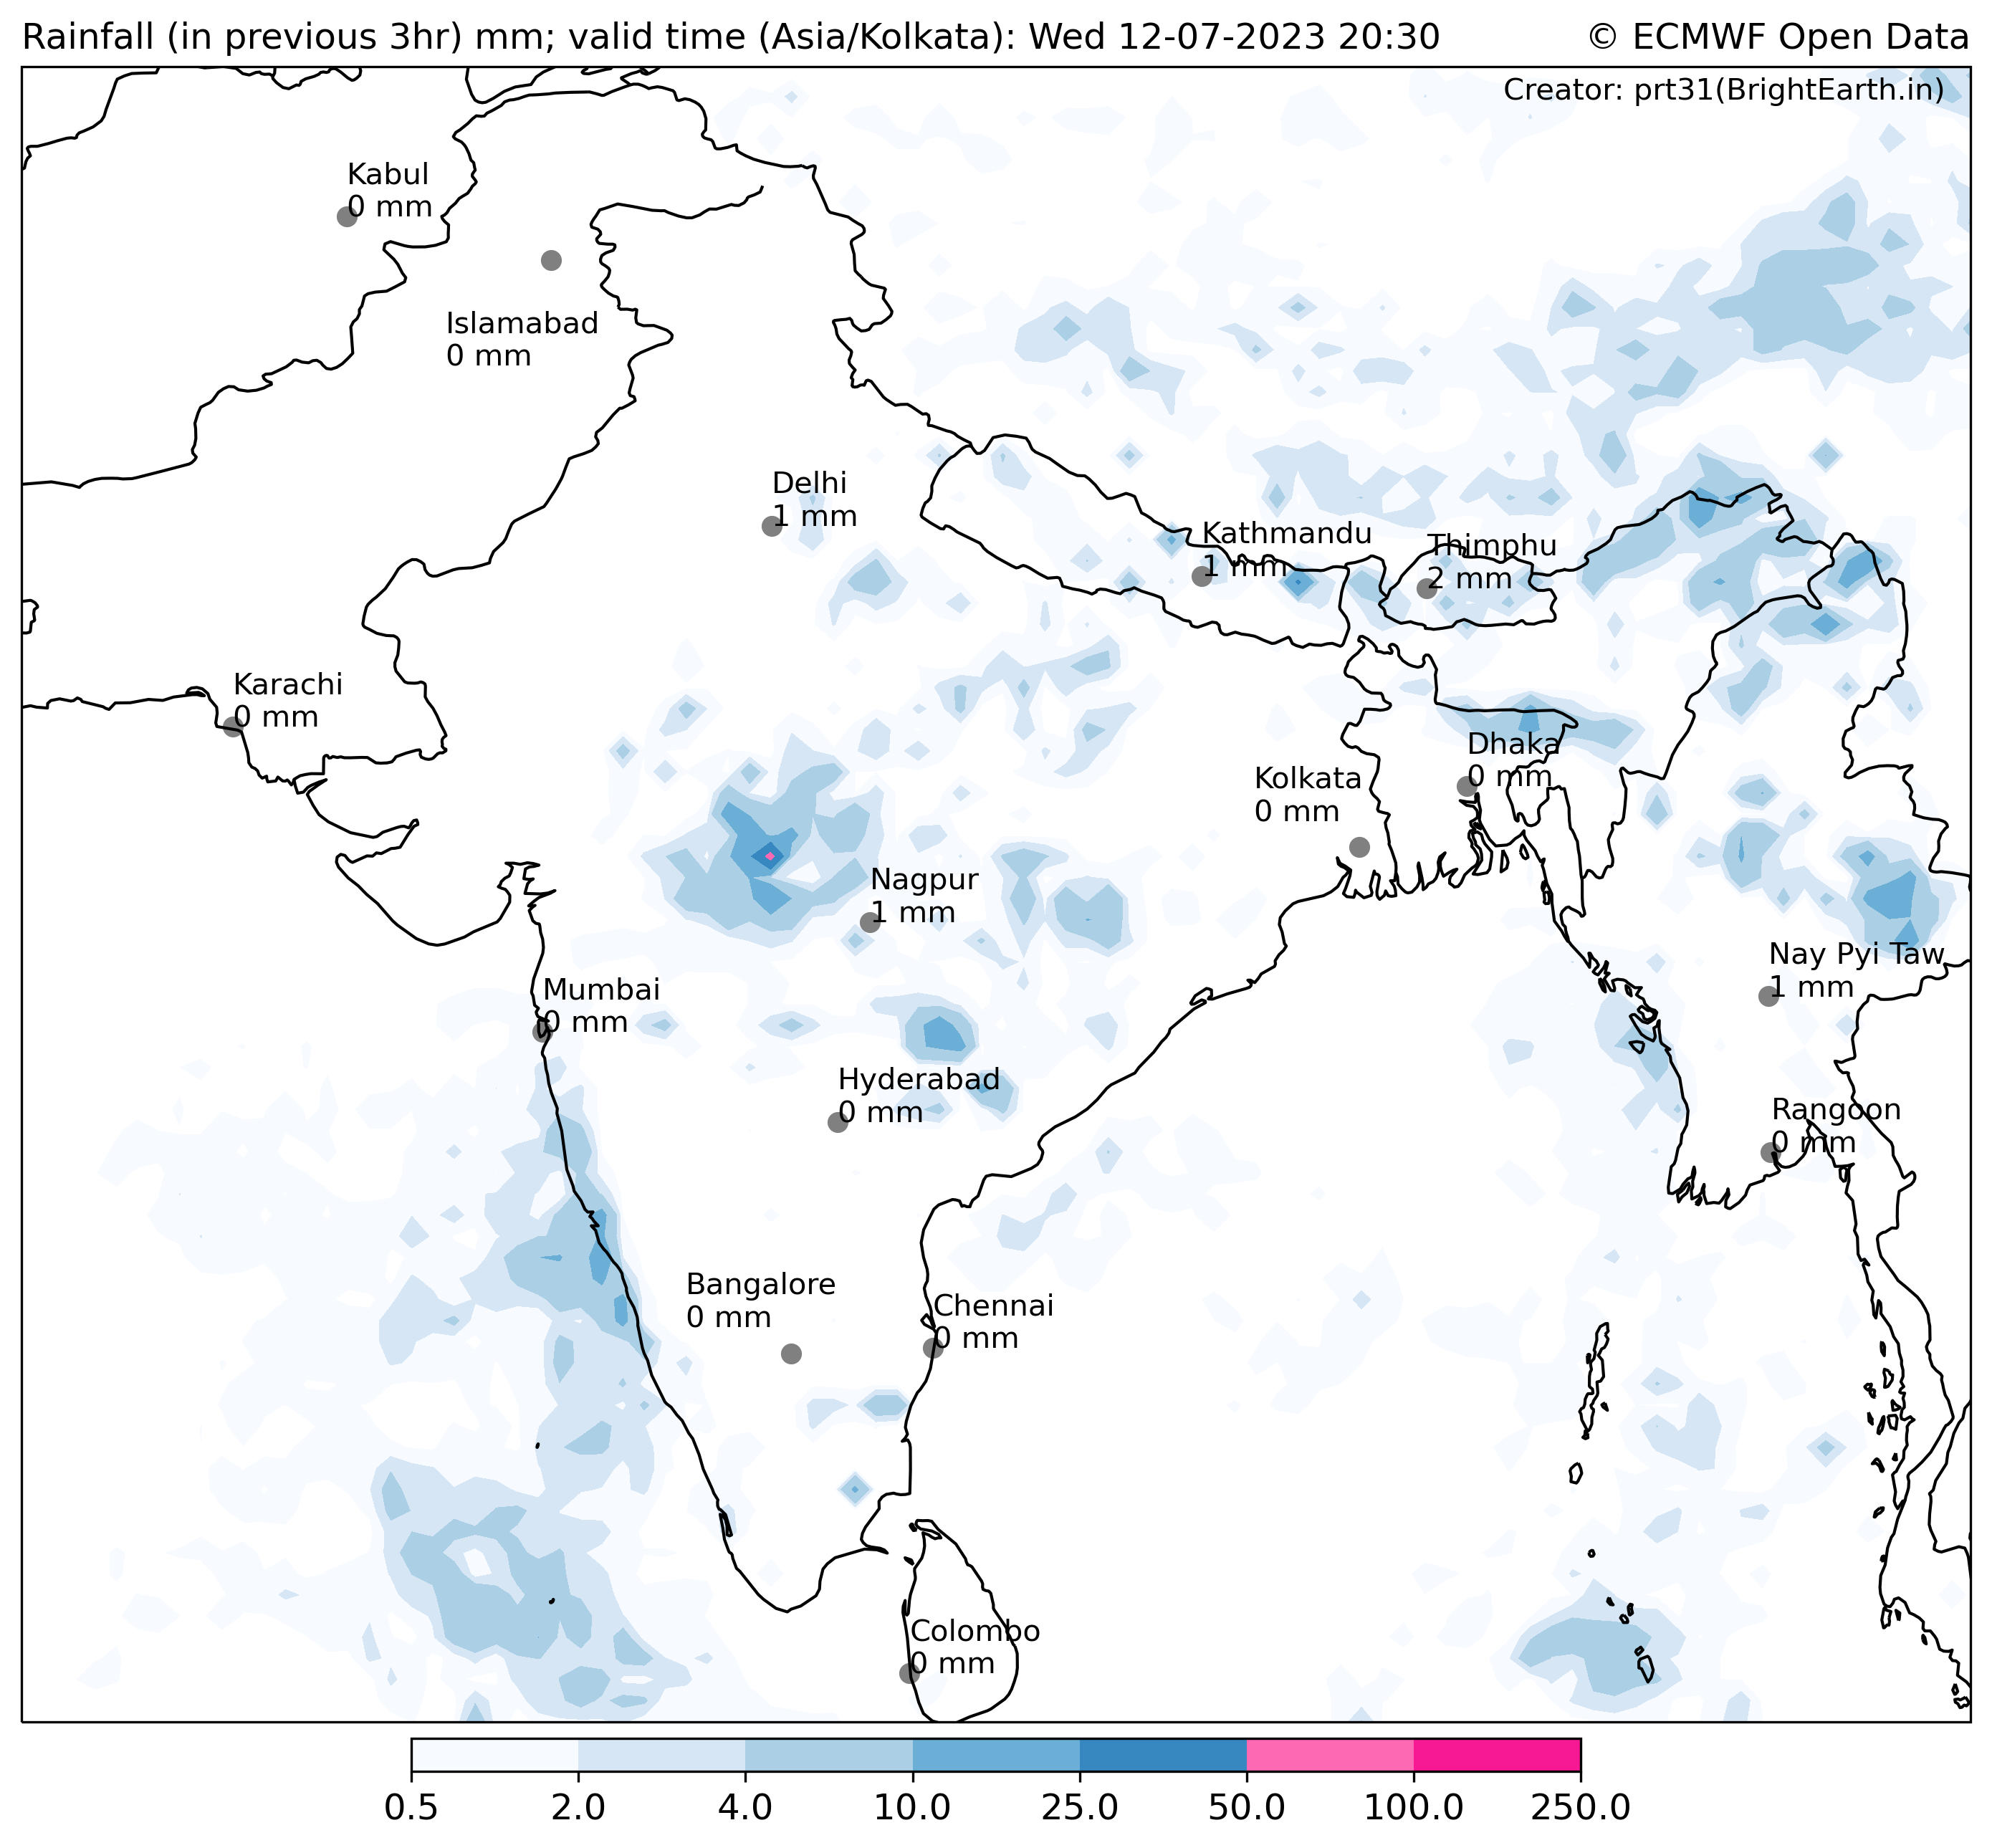 Rainfall (in previous 3hr) mm; valid time (Asia/Kolkata): Wed 12-07-2023 20:30
© ECMWF Open Data
Creator: prt31(BrightEarth.in)
Kabul
0 mm
Islamabad
0 mm
Delhi
1 mm
Kathmandu
1 mm
Thimphu
2 mm
Karachi
0 mm
Dhaka
0 mm
Kolkata
0 mm
Nagpur
1 mm
Nay Pyi Taw
1 mm
Mumbai
0 mm
Hyderabad
0 mm
Rangoon
0 mm
Bangalore
0 mm
Chennai
0 mm
Colombo
0 mm
0.5 2.0 4.0 10.0 25.0 50.0 100.0 250.0